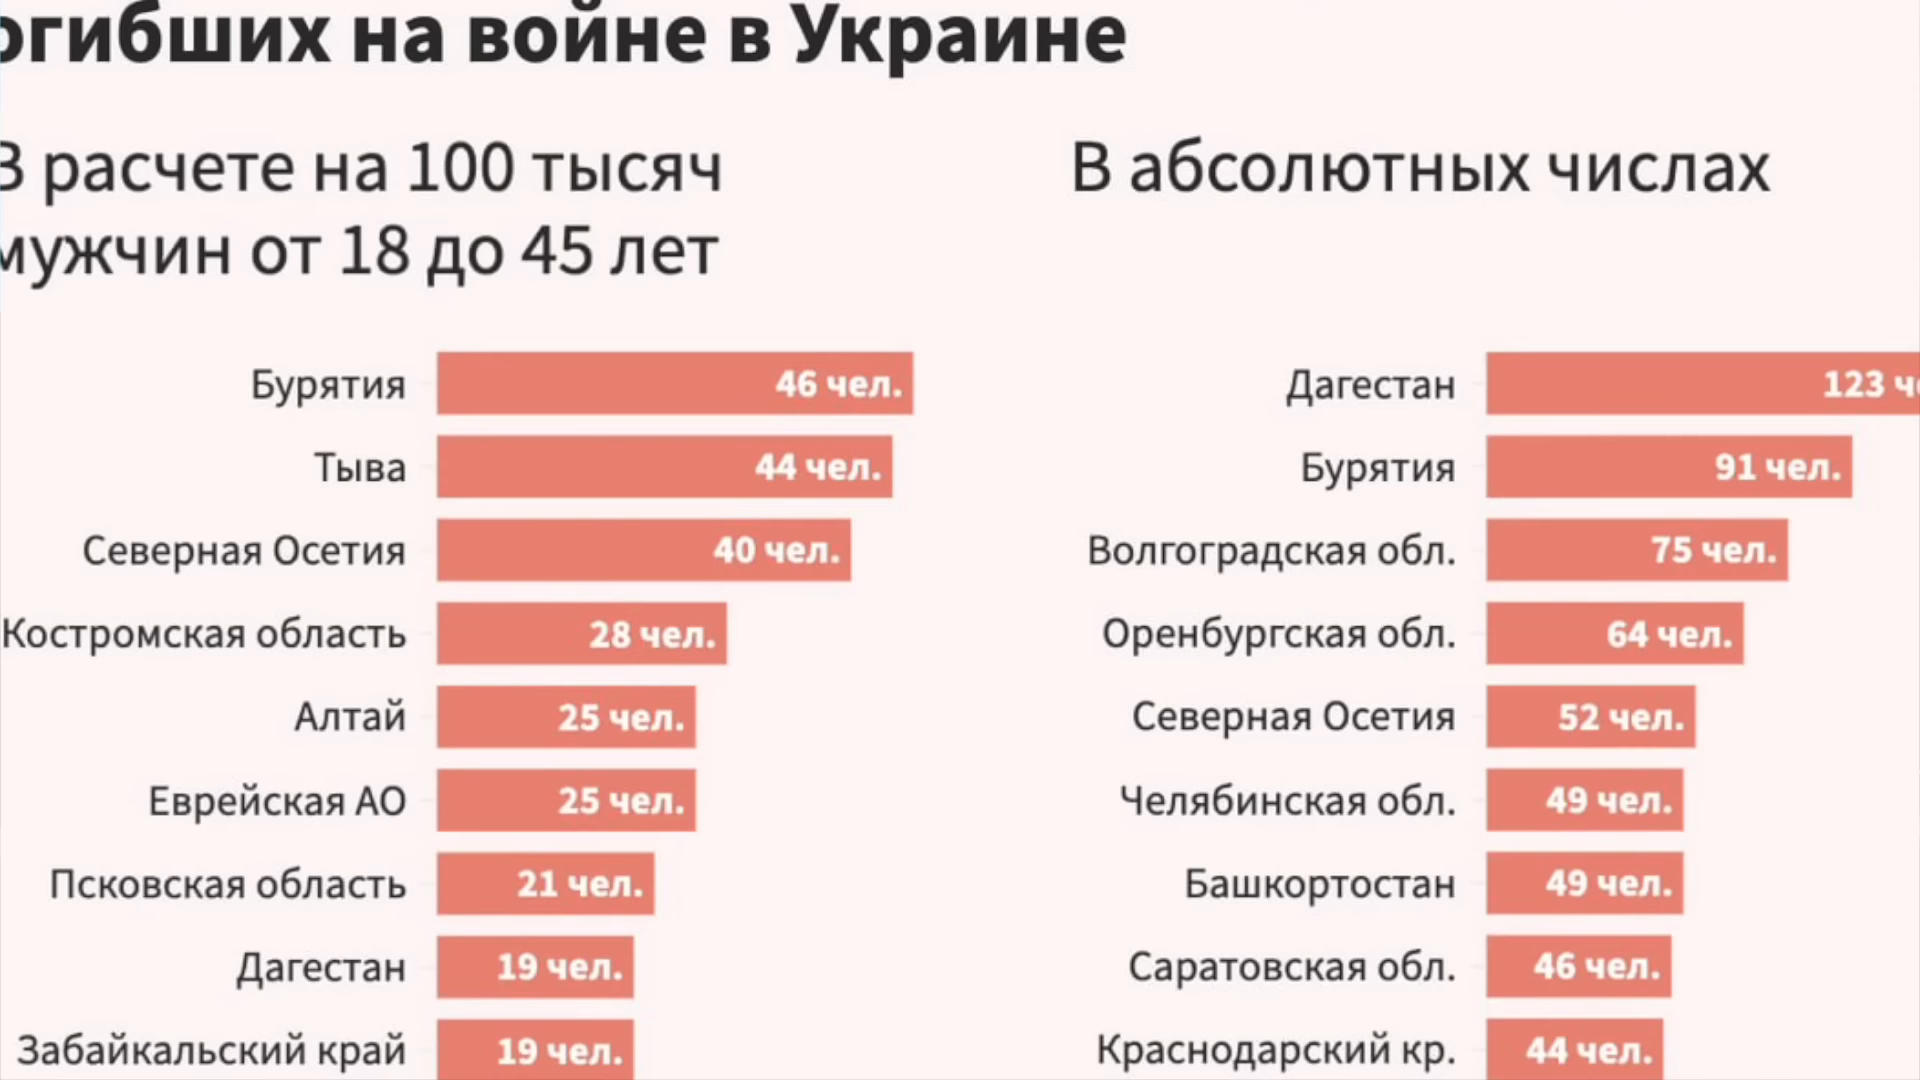 огибших на войне в Украине
В расчете на 100 тысяч
мужчин от 18 до 45 лет
Бурятия 46 чел.
Тыва 44 чел.
Северная Осетия 40 чел.
Костромская область 28 чел.
Алтай 25 чел.
Еврейская АО 25 чел.
Псковская область 21 чел.
Дагестан 19 чел.
Забайкальский край 19 чел.
В абсолютных числах
Дагестан 123 че
Бурятия 91 чел.
Волгоградская обл. 75 чел.
Оренбургская обл. 64 чел.
Северная Осетия 52 чел.
Челябинская обл. 49 чел.
Башкортостан 49 чел.
Саратовская обл. 46 чел.
Краснодарский кр. 44 чел.